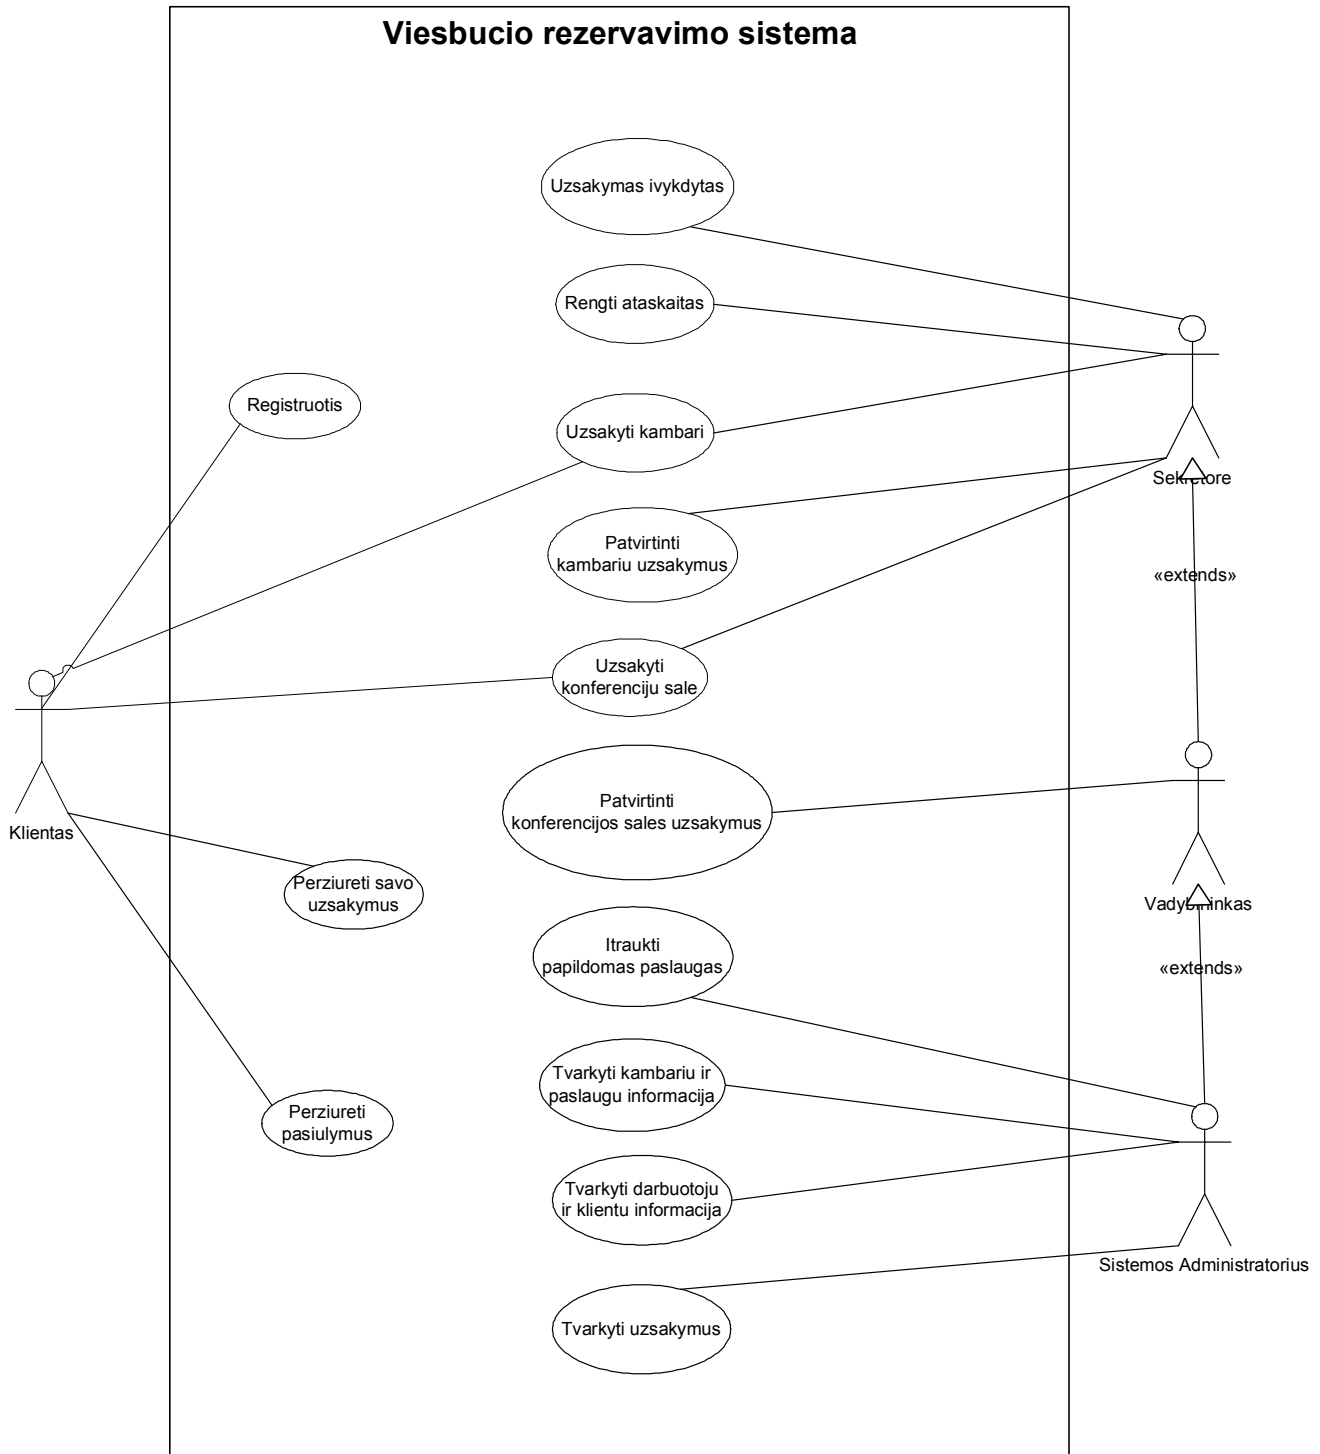 Viesbucio rezervavimo sistema
Uzsakymas ivykdytas
Rengti ataskaitas
Registruotis
Uzsakyti kambari
Sekretore
Patvirtinti
kambariu uzsakymus
«extends»
Uzsakyti
konferenciju sale
Patvirtinti
konferencijos sales uzsakymus
Klientas
Perziureti savo
uzsakymus
Vadybininkas
Itraukti
papildomas paslaugas
«extends»
Tvarkyti kambariu ir
paslaugu informacija
Perziureti
pasiulymus
Tvarkyti darbuotoju
ir klientu informacija
Sistemos Administratorius
Tvarkyti uzsakymus